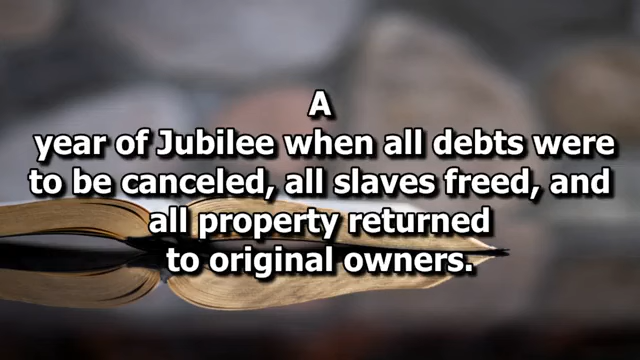 A
year of Jubilee when all debts were
to be canceled, all slaves freed, and
all property returned
to original owners.